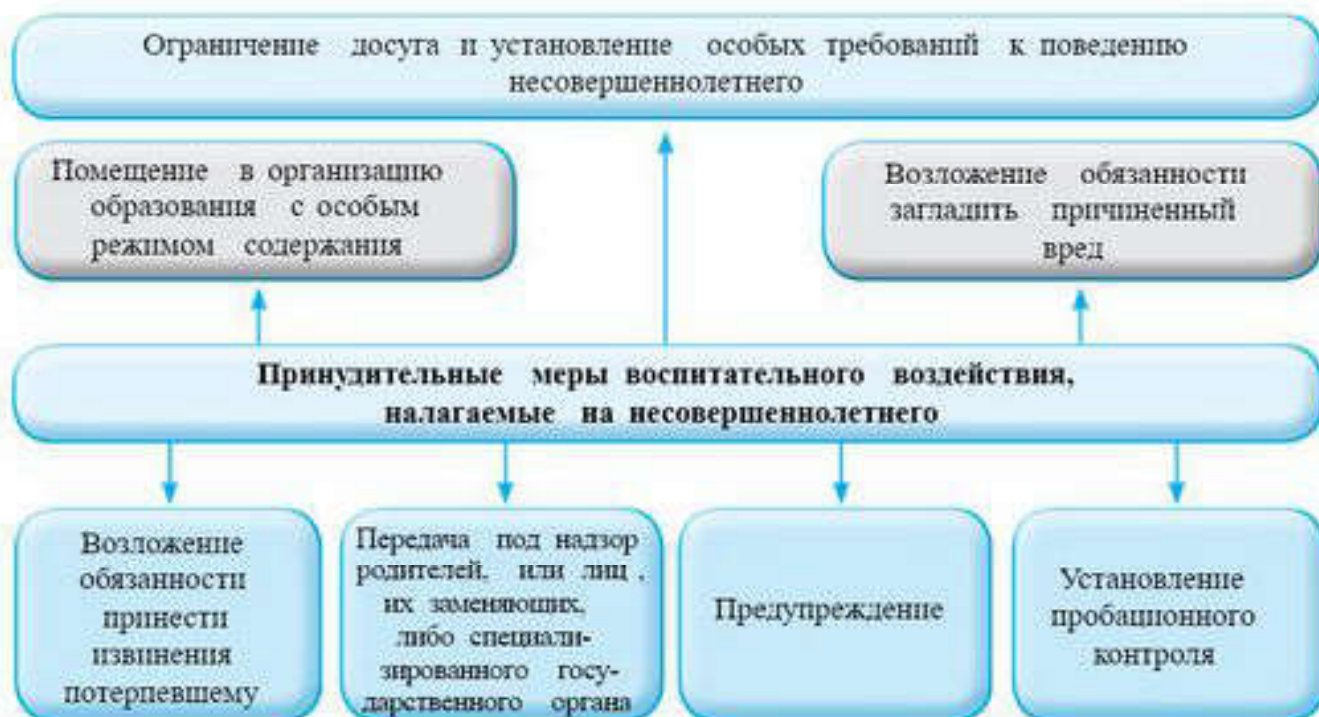 Ограничение досуга и установление особых требований к поведению
несовершеннолетнего
Помещение в организацию
образования с особым
режимом содержания
Возложение обязанности
загладить причиненный
вред
Принудительные меры воспитательного воздействия,
налагаемые на несовершеннолетнего
Возложение
обязанности
принести
извинения
потерпевшему
Передача под надзор
родителей, или лиц ,
их заменяющих,
либо специали-
зированного госу-
дарственного органа
Предупреждение
Установление
пробационного
контроля